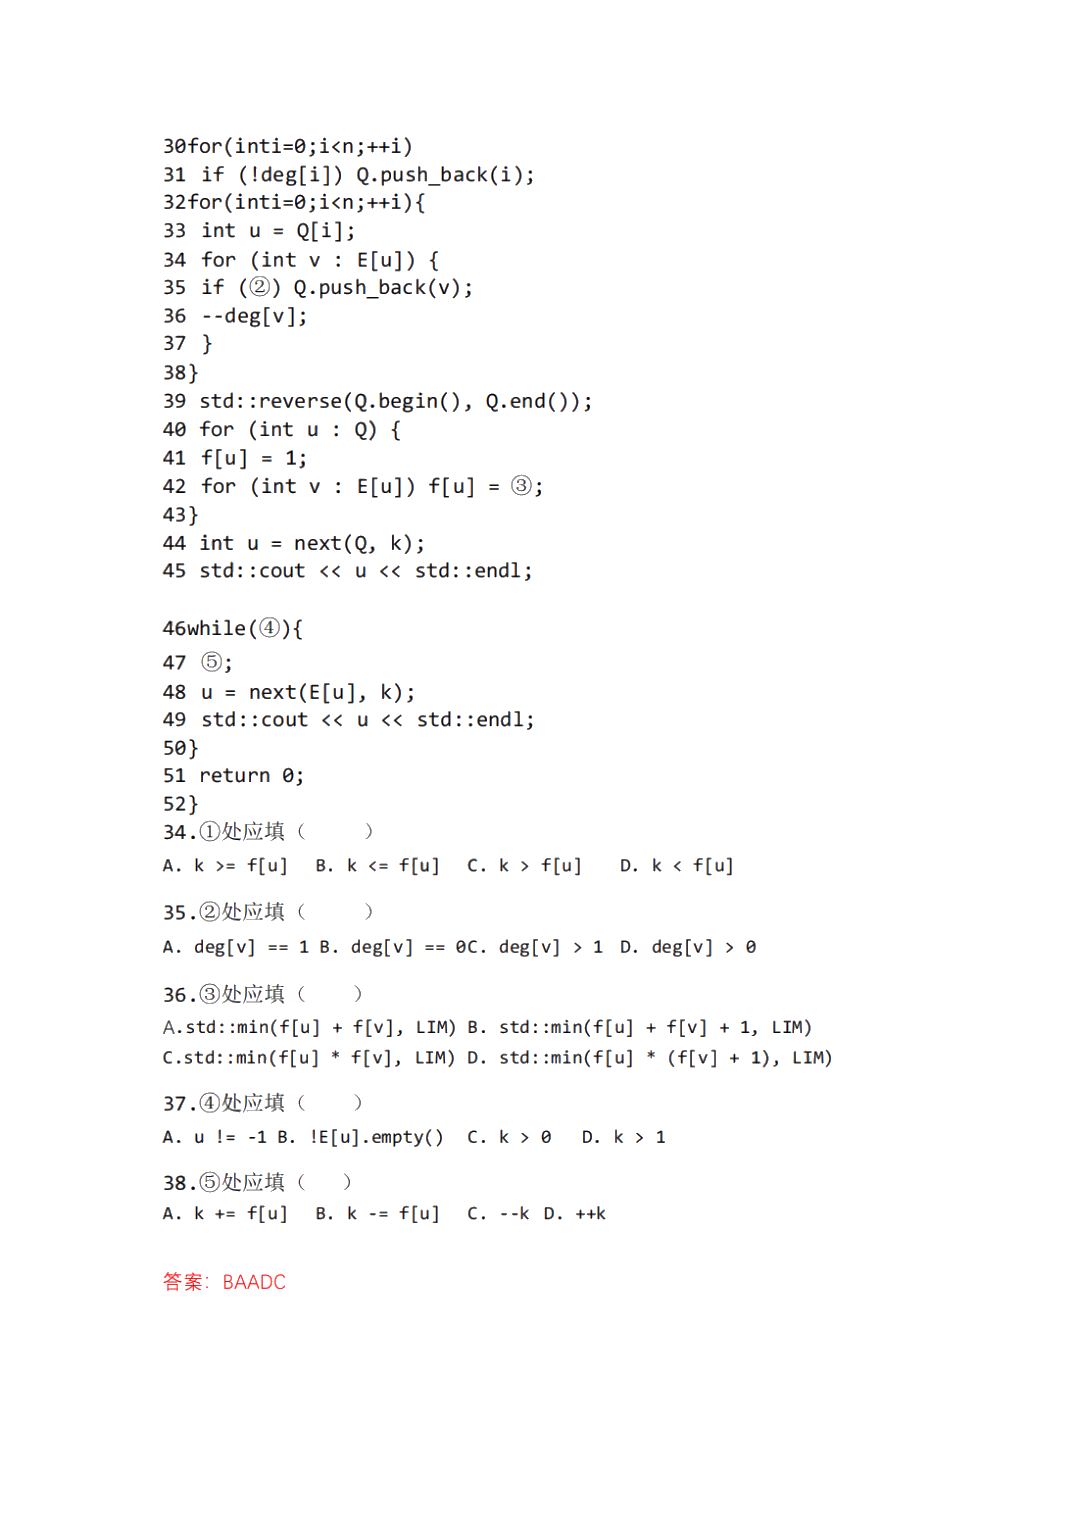 30for(inti=0;i<n;++i)
31 if (!deg[i]) Q.push_back(i);
32for(inti=0;i<n;++i){
33 int u = Q[i];
34 for (int v : E[u]) {
35 if (②) Q.push_back(v);
36 --deg[v];
37 }
38}
39 std::reverse(Q.begin(), Q.end());
40 for (int u : Q) {
41 f[u] = 1;
42 for (int v : E[u]) f[u] = ③;
43}
44 int u = next(Q, k);
45 std::cout << u << std::endl;
46while(④){
47 ⑤;
48 u = next(E[u], k);
49 std::cout << u << std::endl;
50}
51 return 0;
52}
34.①处应填（ ）
A. k >= f[u] B. k <= f[u] C. k > f[u] D. k < f[u]
35.②处应填（ ）
A. deg[v] == 1 B. deg[v] == 0C. deg[v] > 1 D. deg[v] > 0
36.③处应填（ ）
A.std::min(f[u] + f[v], LIM) B. std::min(f[u] + f[v] + 1, LIM)
C.std::min(f[u] * f[v], LIM) D. std::min(f[u] * (f[v] + 1), LIM)
37.④处应填（ ）
A. u != -1 B. !E[u].empty() C. k > 0 D. k > 1
38.⑤处应填（ ）
A. k += f[u] B. k -= f[u] C. --k D. ++k
答案: BAADC